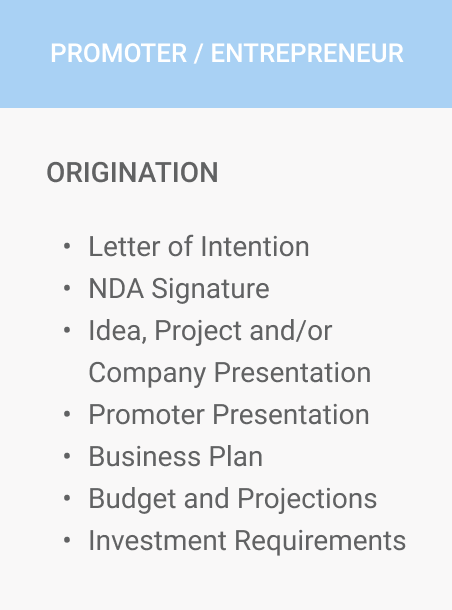 PROMOTER / ENTREPRENEUR
ORIGINATION
• Letter of Intention
• NDA Signature
• Idea, Project and/or
Company Presentation
• Promoter Presentation
• Business Plan
• Budget and Projections
• Investment Requirements